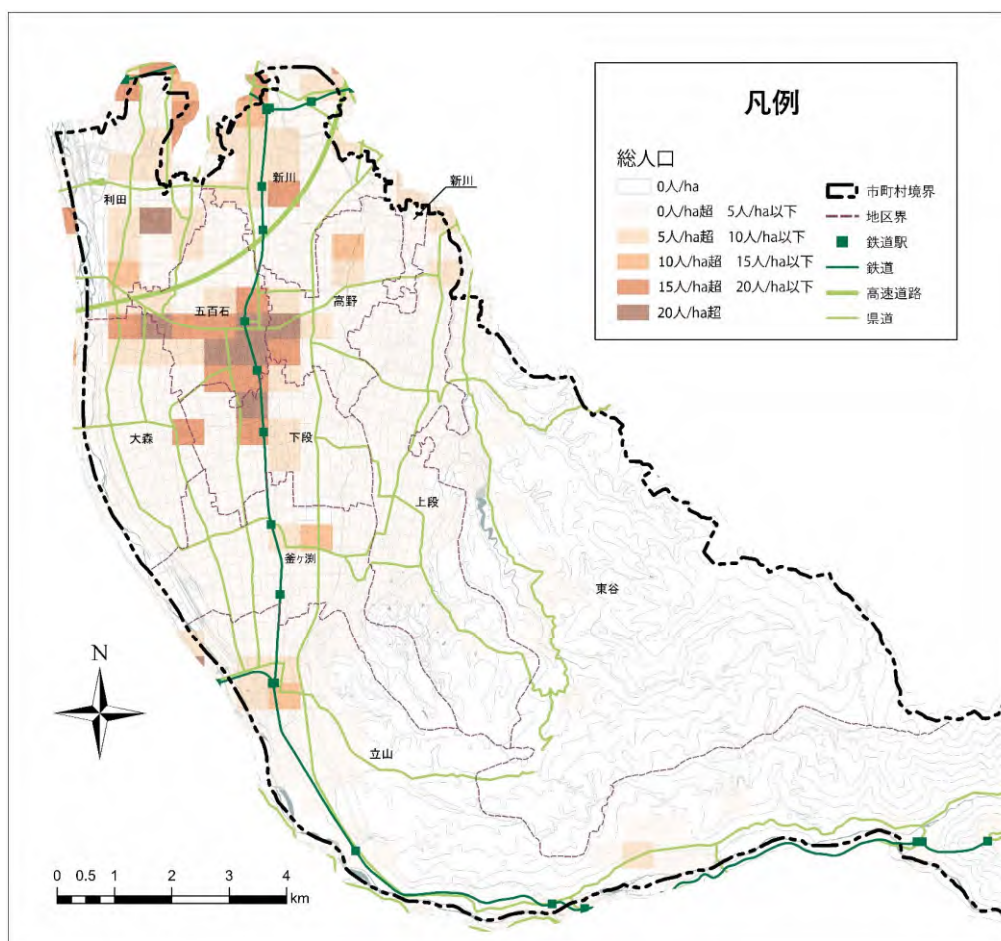 凡例
総人口
0人/ha
0人/ha超 5人/ha以下
5人/ha超 10人/ha以下
10人/ha超 15人/ha以下
15人/ha超 20人/ha以下
20人/ha超
市町村境界
地区界
鉄道駅
鉄道
高速道路
県道
新川
新川
利田
五百石
高野
大森
下段
上段
釜ヶ渕
東谷
立山
N
0 0.5 1 2 3 4
km